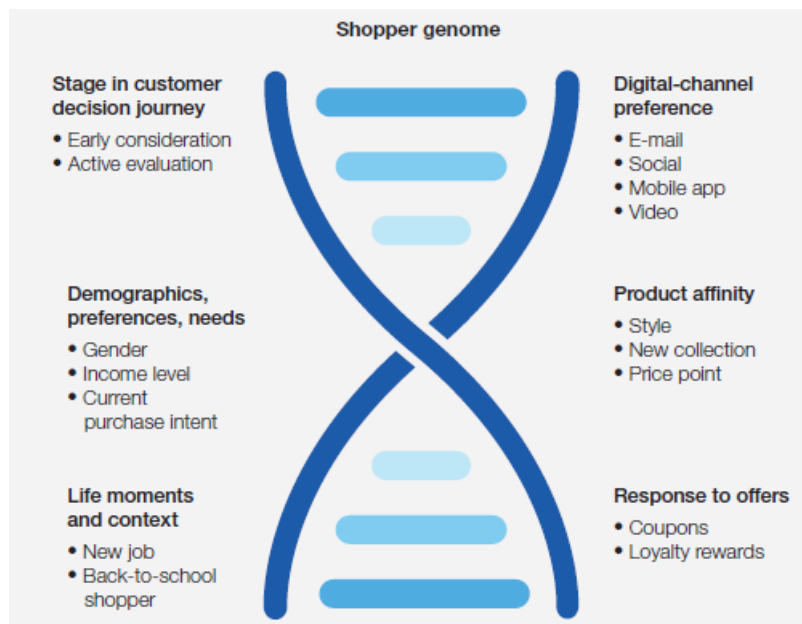 Shopper genome
Stage in customer
decision journey
• Early consideration
• Active evaluation
Digital-channel
preference
• E-mail
• Social
• Mobile app
• Video
Demographics,
preferences, needs
• Gender
• Income level
• Current
purchase intent
Product affinity
• Style
• New collection
• Price point
Life moments
and context
• New job
• Back-to-school
shopper
Response to offers
• Coupons
• Loyalty rewards